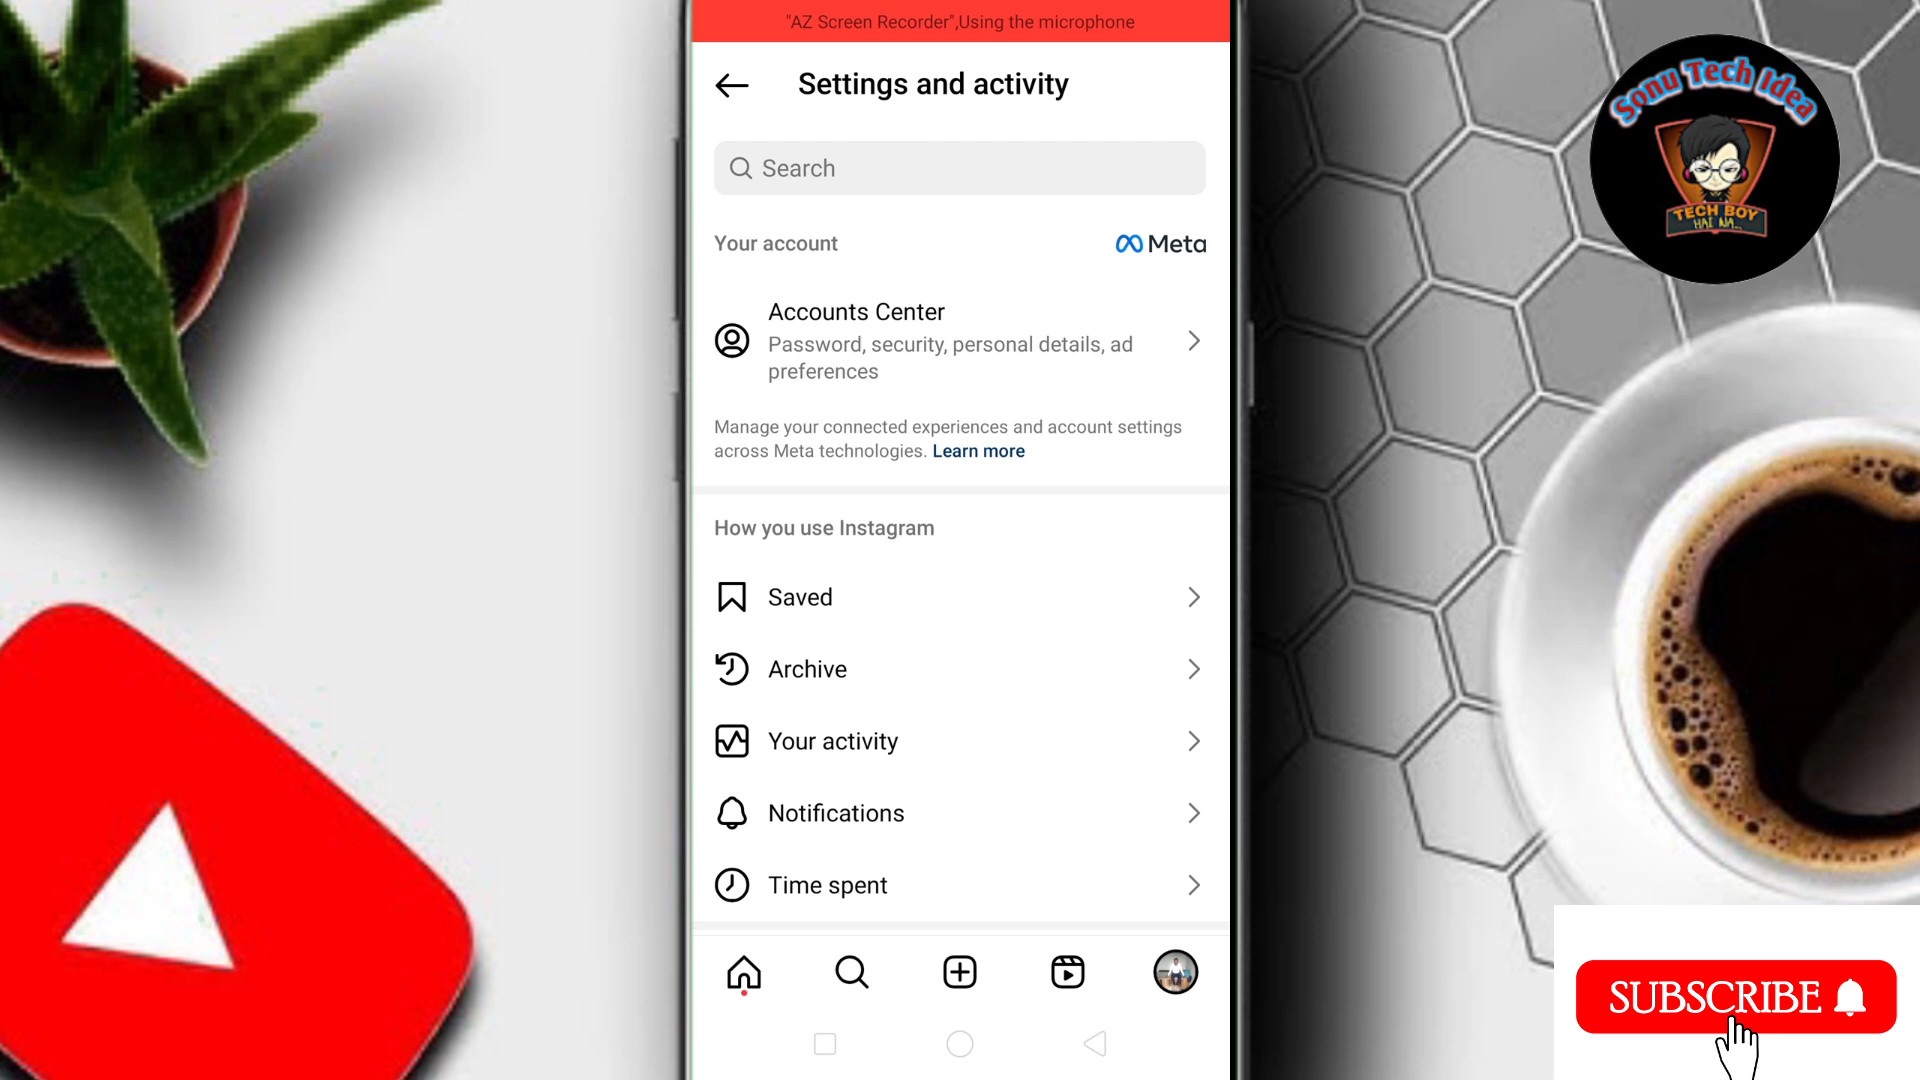 "AZ Screen Recorder",Using the microphone
Settings and activity
Search
Your account
Meta
Accounts Center
Password, security, personal details, ad
preferences
Manage your connected experiences and account settings
across Meta technologies. Learn more
How you use Instagram
Saved
Archive
Your activity
Notifications
Time spent
Sonu Tech Idea
TECH BOY
HAI NA...
SUBSCRIBE